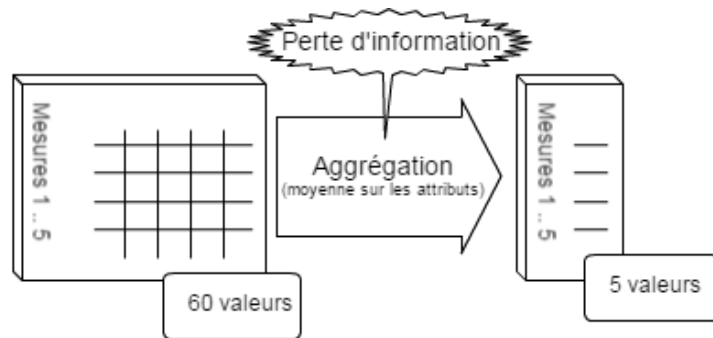 Perte d'information
Mesures 1 .. 5
Aggrégation
(moyenne sur les attributs)
Mesures 1 .. 5
60 valeurs
5 valeurs